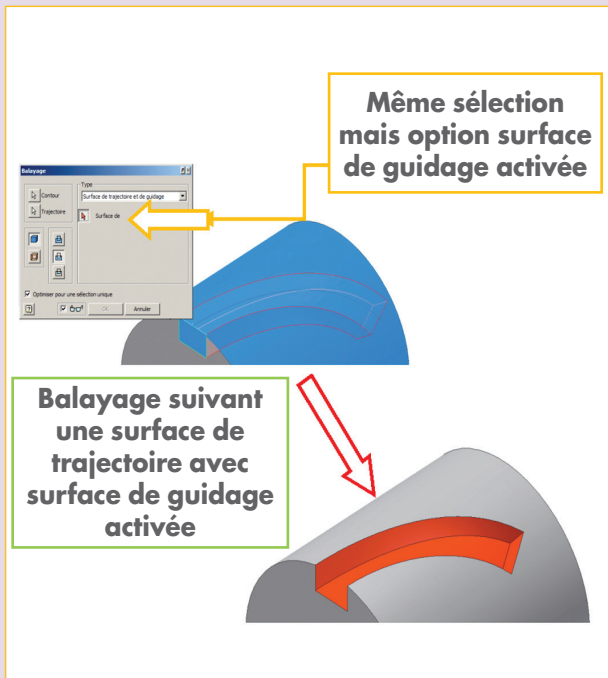 Même sélection
mais option surface
de guidage activée
Balayage
Type
Contour
Surface de trajectoire et de guidage
Trajectoire
Surface de
Optimiser pour une sélection unique
OK
Annuler
Balayage suivant
une surface de
trajectoire avec
surface de guidage
activée